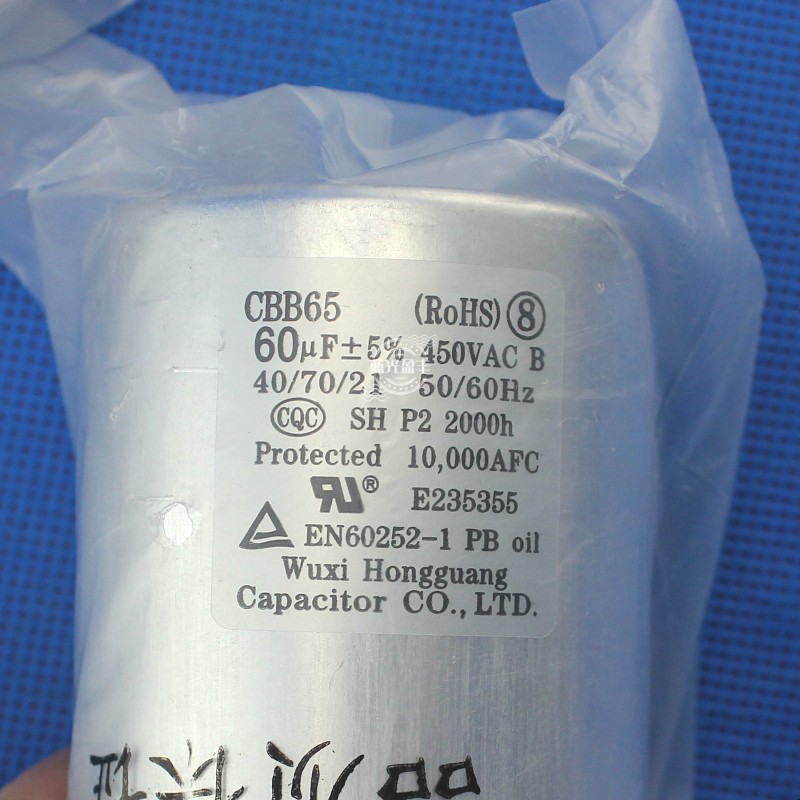 CBB65 (RoHS) ⑧
60μF±5% 450VAC B
40/70/21 50/60Hz
CQC SH P2 2000h
Protected 10,000AFC
RU® E235355
EN60252-1 PB oil
Wuxi Hongguang
Capacitor CO., LTD.